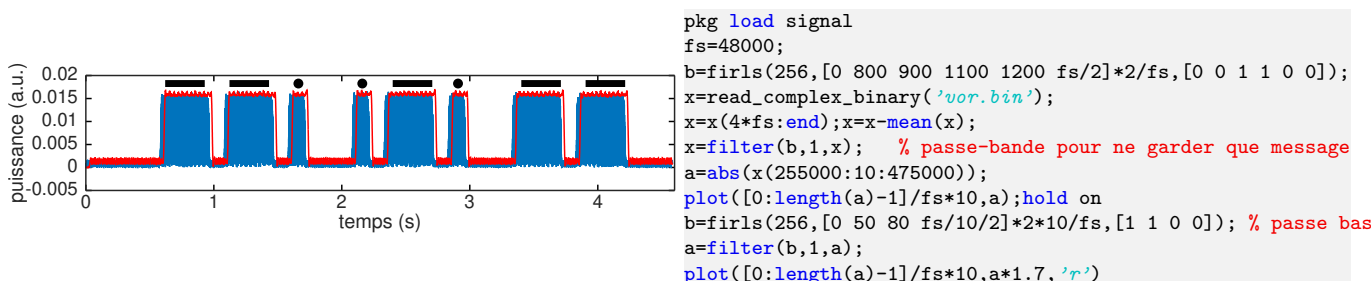 puissance (a.u.)
0.02
0.015
0.01
0.005
0
-0.005
0
1
2
3
4
temps (s)
pkg load signal
fs=48000;
b=firls(256,[0 800 900 1100 1200 fs/2]*2/fs,[0 0 1 1 0 0]);
x=read_complex_binary('vor.bin');
x=x(4*fs:end);x=x-mean(x);
x=filter(b,1,x);   % passe-bande pour ne garder que message
a=abs(x(255000:10:475000));
plot([0:length(a)-1]/fs*10,a);hold on
b=firls(256,[0 50 80 fs/10/2]*2*10/fs,[1 1 0 0]); % passe bas
a=filter(b,1,a);
plot([0:length(a)-1]/fs*10,a*1.7,'r')